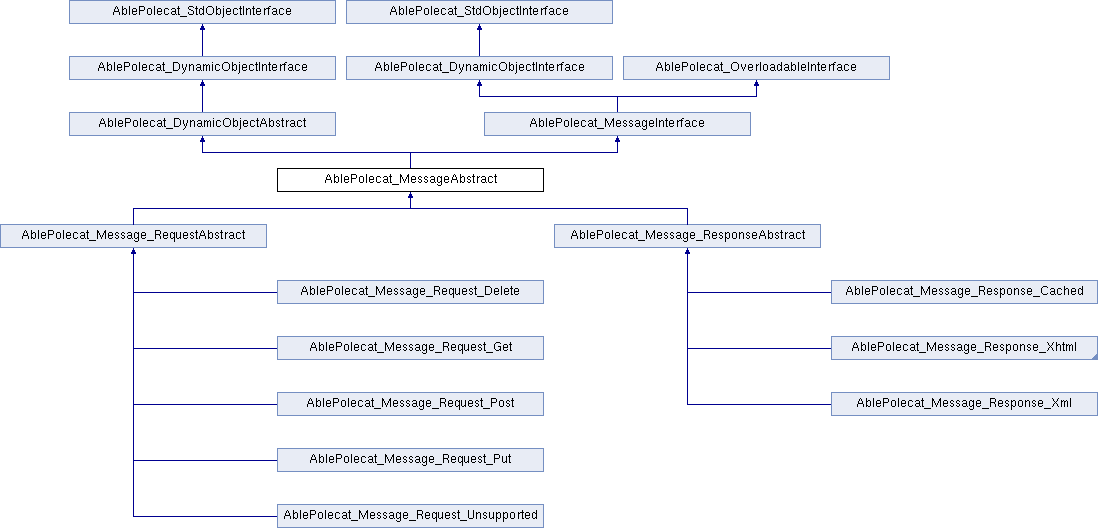 AblePolecat_StdObjectInterface
AblePolecat_StdObjectInterface
AblePolecat_DynamicObjectInterface
AblePolecat_DynamicObjectInterface
AblePolecat_OverloadableInterface
AblePolecat_DynamicObjectAbstract
AblePolecat_MessageInterface
AblePolecat_MessageAbstract
AblePolecat_Message_RequestAbstract
AblePolecat_Message_ResponseAbstract
AblePolecat_Message_Request_Delete
AblePolecat_Message_Response_Cached
AblePolecat_Message_Request_Get
AblePolecat_Message_Response_Xhtml
AblePolecat_Message_Request_Post
AblePolecat_Message_Response_Xml
AblePolecat_Message_Request_Put
AblePolecat_Message_Request_Unsupported